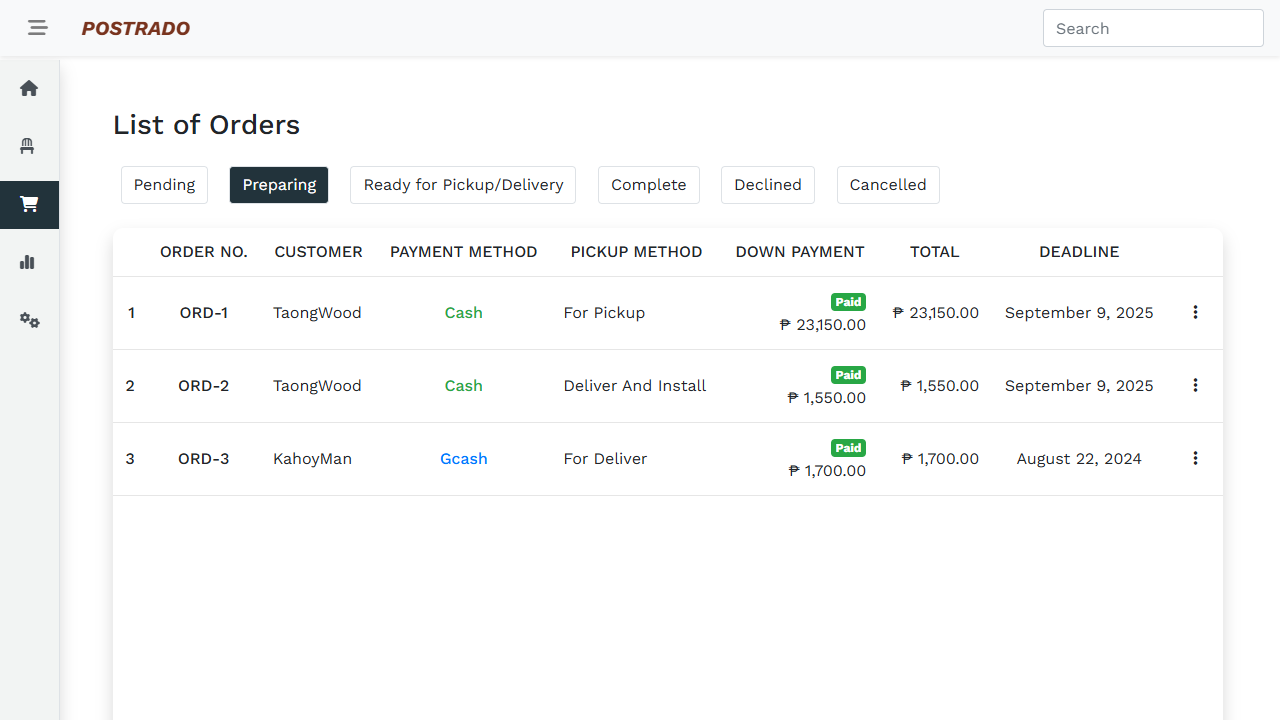 POSTRADO
Search
List of Orders
Pending Preparing Ready for Pickup/Delivery Complete Declined Cancelled
ORDER NO. CUSTOMER PAYMENT METHOD PICKUP METHOD DOWN PAYMENT TOTAL DEADLINE
1 ORD-1 TaongWood Cash For Pickup Paid ₱ 23,150.00 ₱ 23,150.00 September 9, 2025
2 ORD-2 TaongWood Cash Deliver And Install Paid ₱ 1,550.00 ₱ 1,550.00 September 9, 2025
3 ORD-3 KahoyMan Gcash For Deliver Paid ₱ 1,700.00 ₱ 1,700.00 August 22, 2024